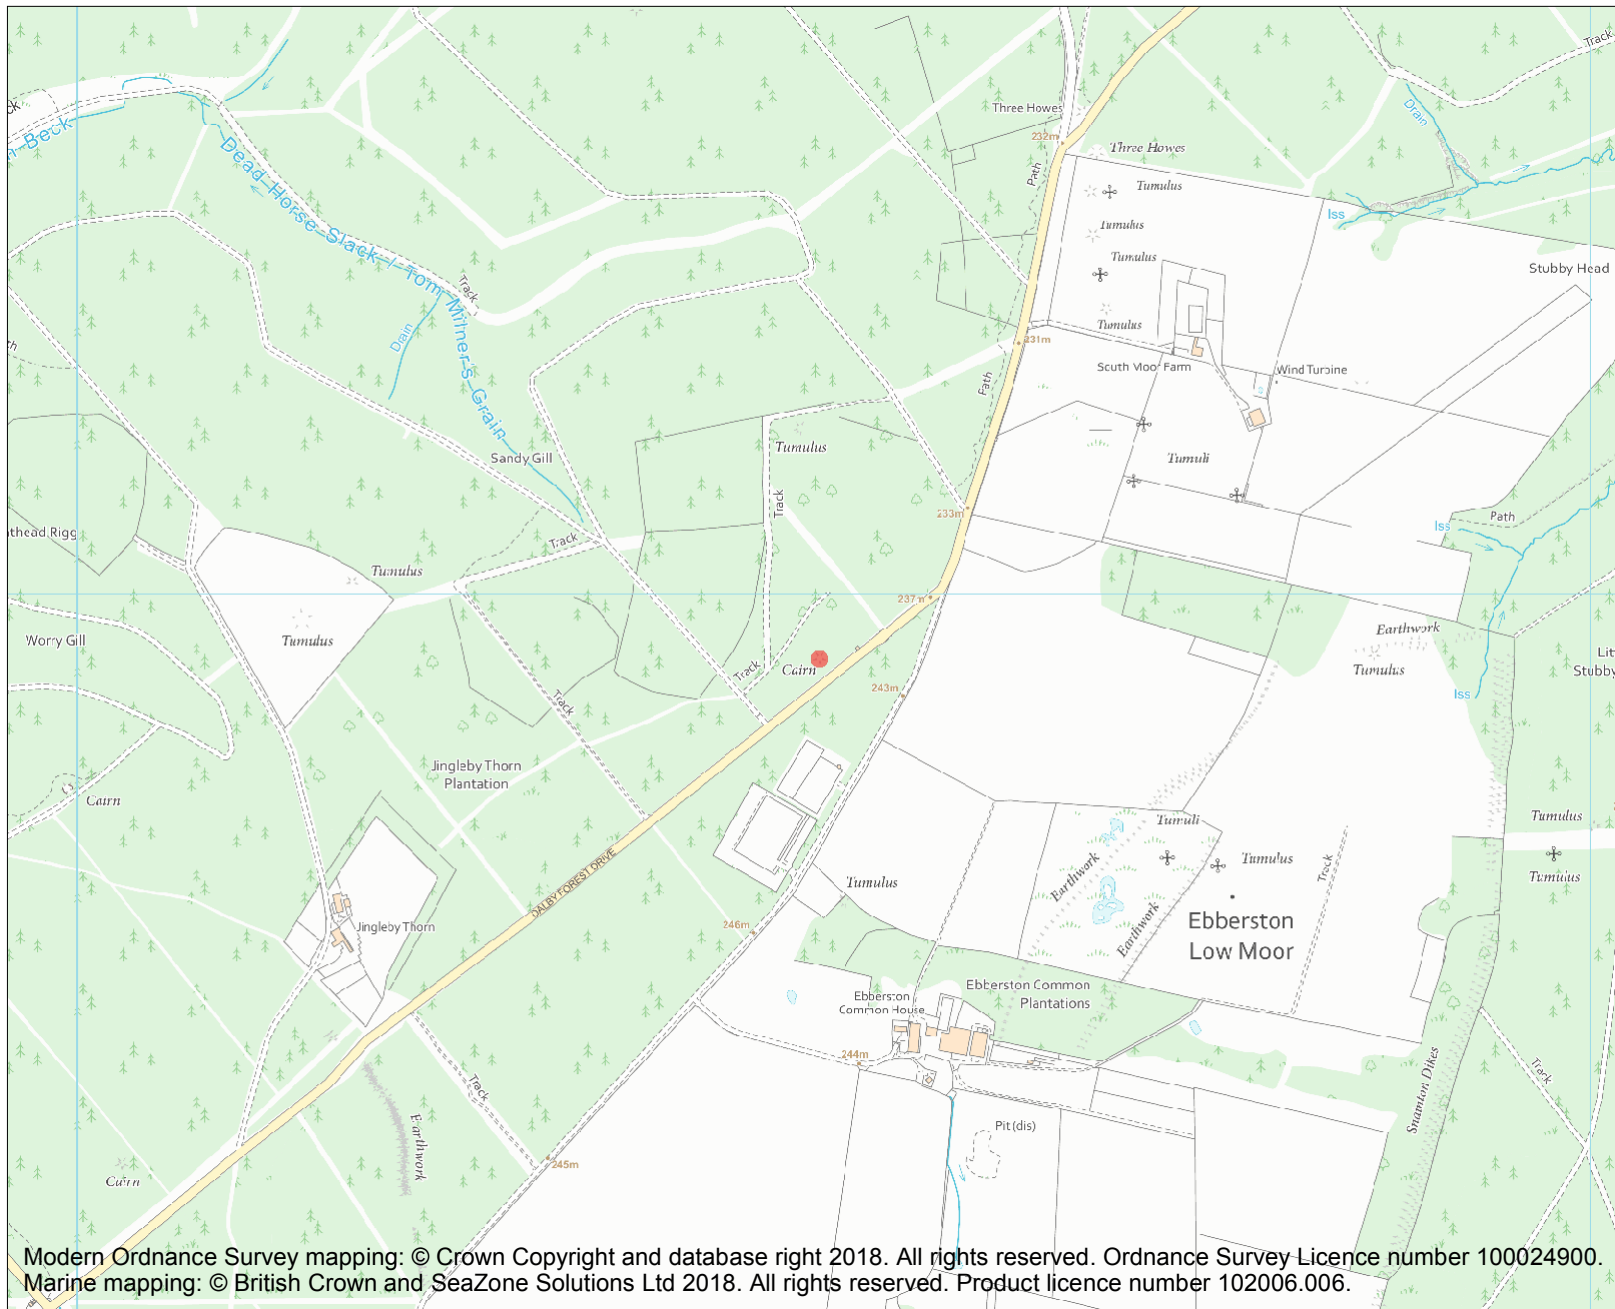 Track
Three Howes
Drain
232m
Beck
Three Howes
Path
Tumulus
Dead Horse Slack / Tom Milner's Grain
Iss
Tumulus
Tumulus
Stubby Head
Track
Drain
Tumulus
231m
South Moor Farm
Wind Turbine
Path
Tumulus
Sandy Gill
Tumuli
Track
233m
Path
Iss
Rigg
Track
Tumulus
237m
Earthwork
Worry Gill
Tumulus
Cairn
Tumulus
Track
243m
Iss
Stubby
Track
Jingleby Thorn
Plantation
Cairn
Tumuli
Tumulus
Tumulus
Earthwork
Track
Tumulus
Tumulus
DALBY FOREST DRIVE
Jingleby Thorn
246m
Earthwork
Ebberston
Low Moor
Ebberston Common
Plantations
Ebberston
Common House
244m
Track
Snainton Dikes
Track
Earthwork
Pit (dis)
245m
Cairn
Modern Ordnance Survey mapping: © Crown Copyright and database right 2018. All rights reserved. Ordnance Survey Licence number 100024900.
Marine mapping: © British Crown and SeaZone Solutions Ltd 2018. All rights reserved. Product licence number 102006.006.